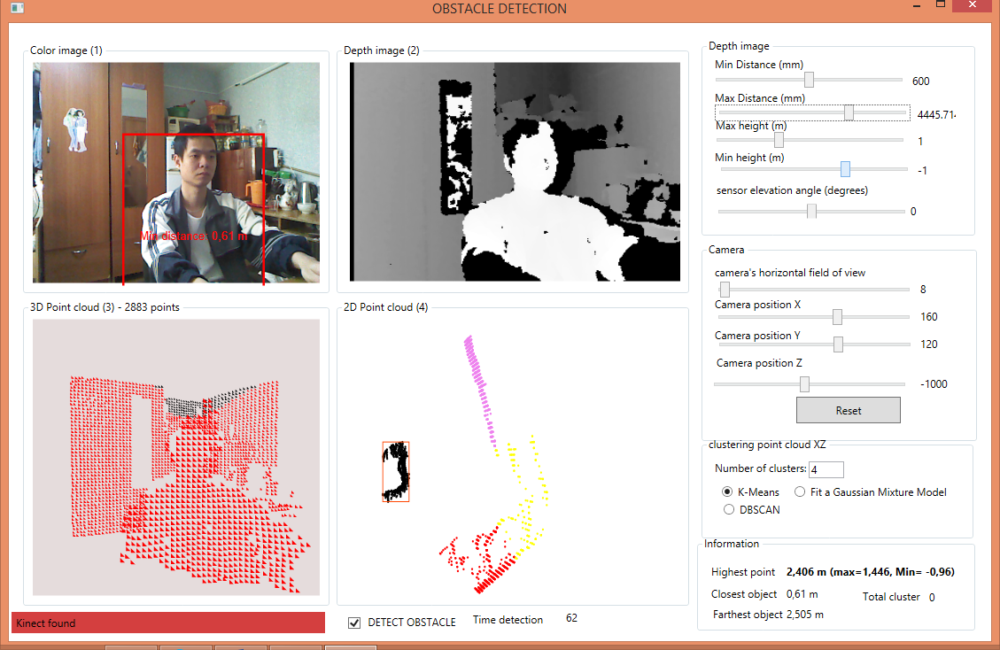 OBSTACLE DETECTION
Color image (1)
Min distance: 0,61 m
Depth image (2)
3D Point cloud (3) - 2883 points
2D Point cloud (4)
Depth image
Min Distance (mm)
600
Max Distance (mm)
4445.714
Max height (m)
1
Min height (m)
-1
sensor elevation angle (degrees)
0
Camera
camera's horizontal field of view
8
Camera position X
160
Camera position Y
120
Camera position Z
-1000
Reset
clustering point cloud XZ
Number of clusters: 4
K-Means Fit a Gaussian Mixture Model
DBSCAN
Information
Highest point 2,406 m (max=1,446, Min= -0,96)
Closest object 0,61 m Total cluster 0
Farthest object 2,505 m
Kinect found
DETECT OBSTACLE Time detection 62